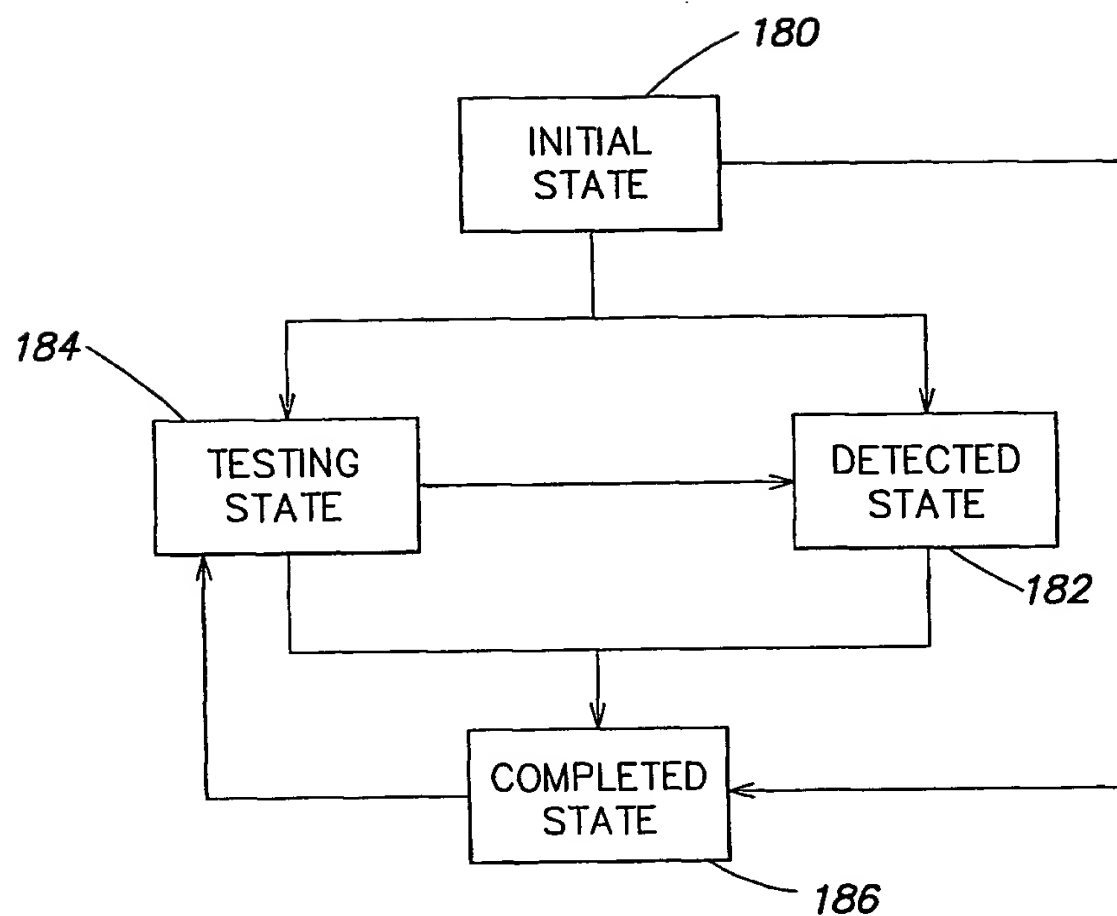 180
INITIAL
STATE
184
TESTING
STATE
DETECTED
STATE
182
COMPLETED
STATE
186